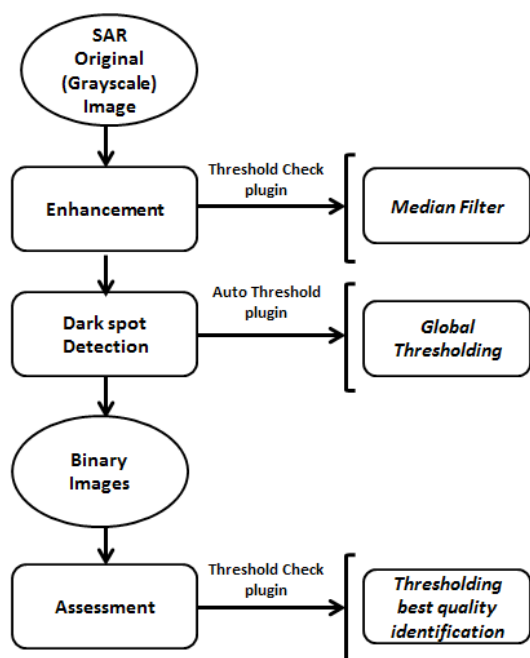 SAR
Original
(Grayscale)
Image
Threshold Check
plugin
Enhancement
Median Filter
Auto Threshold
plugin
Dark spot
Detection
Global
Thresholding
Binary
Images
Threshold Check
plugin
Assessment
Thresholding
best quality
identification